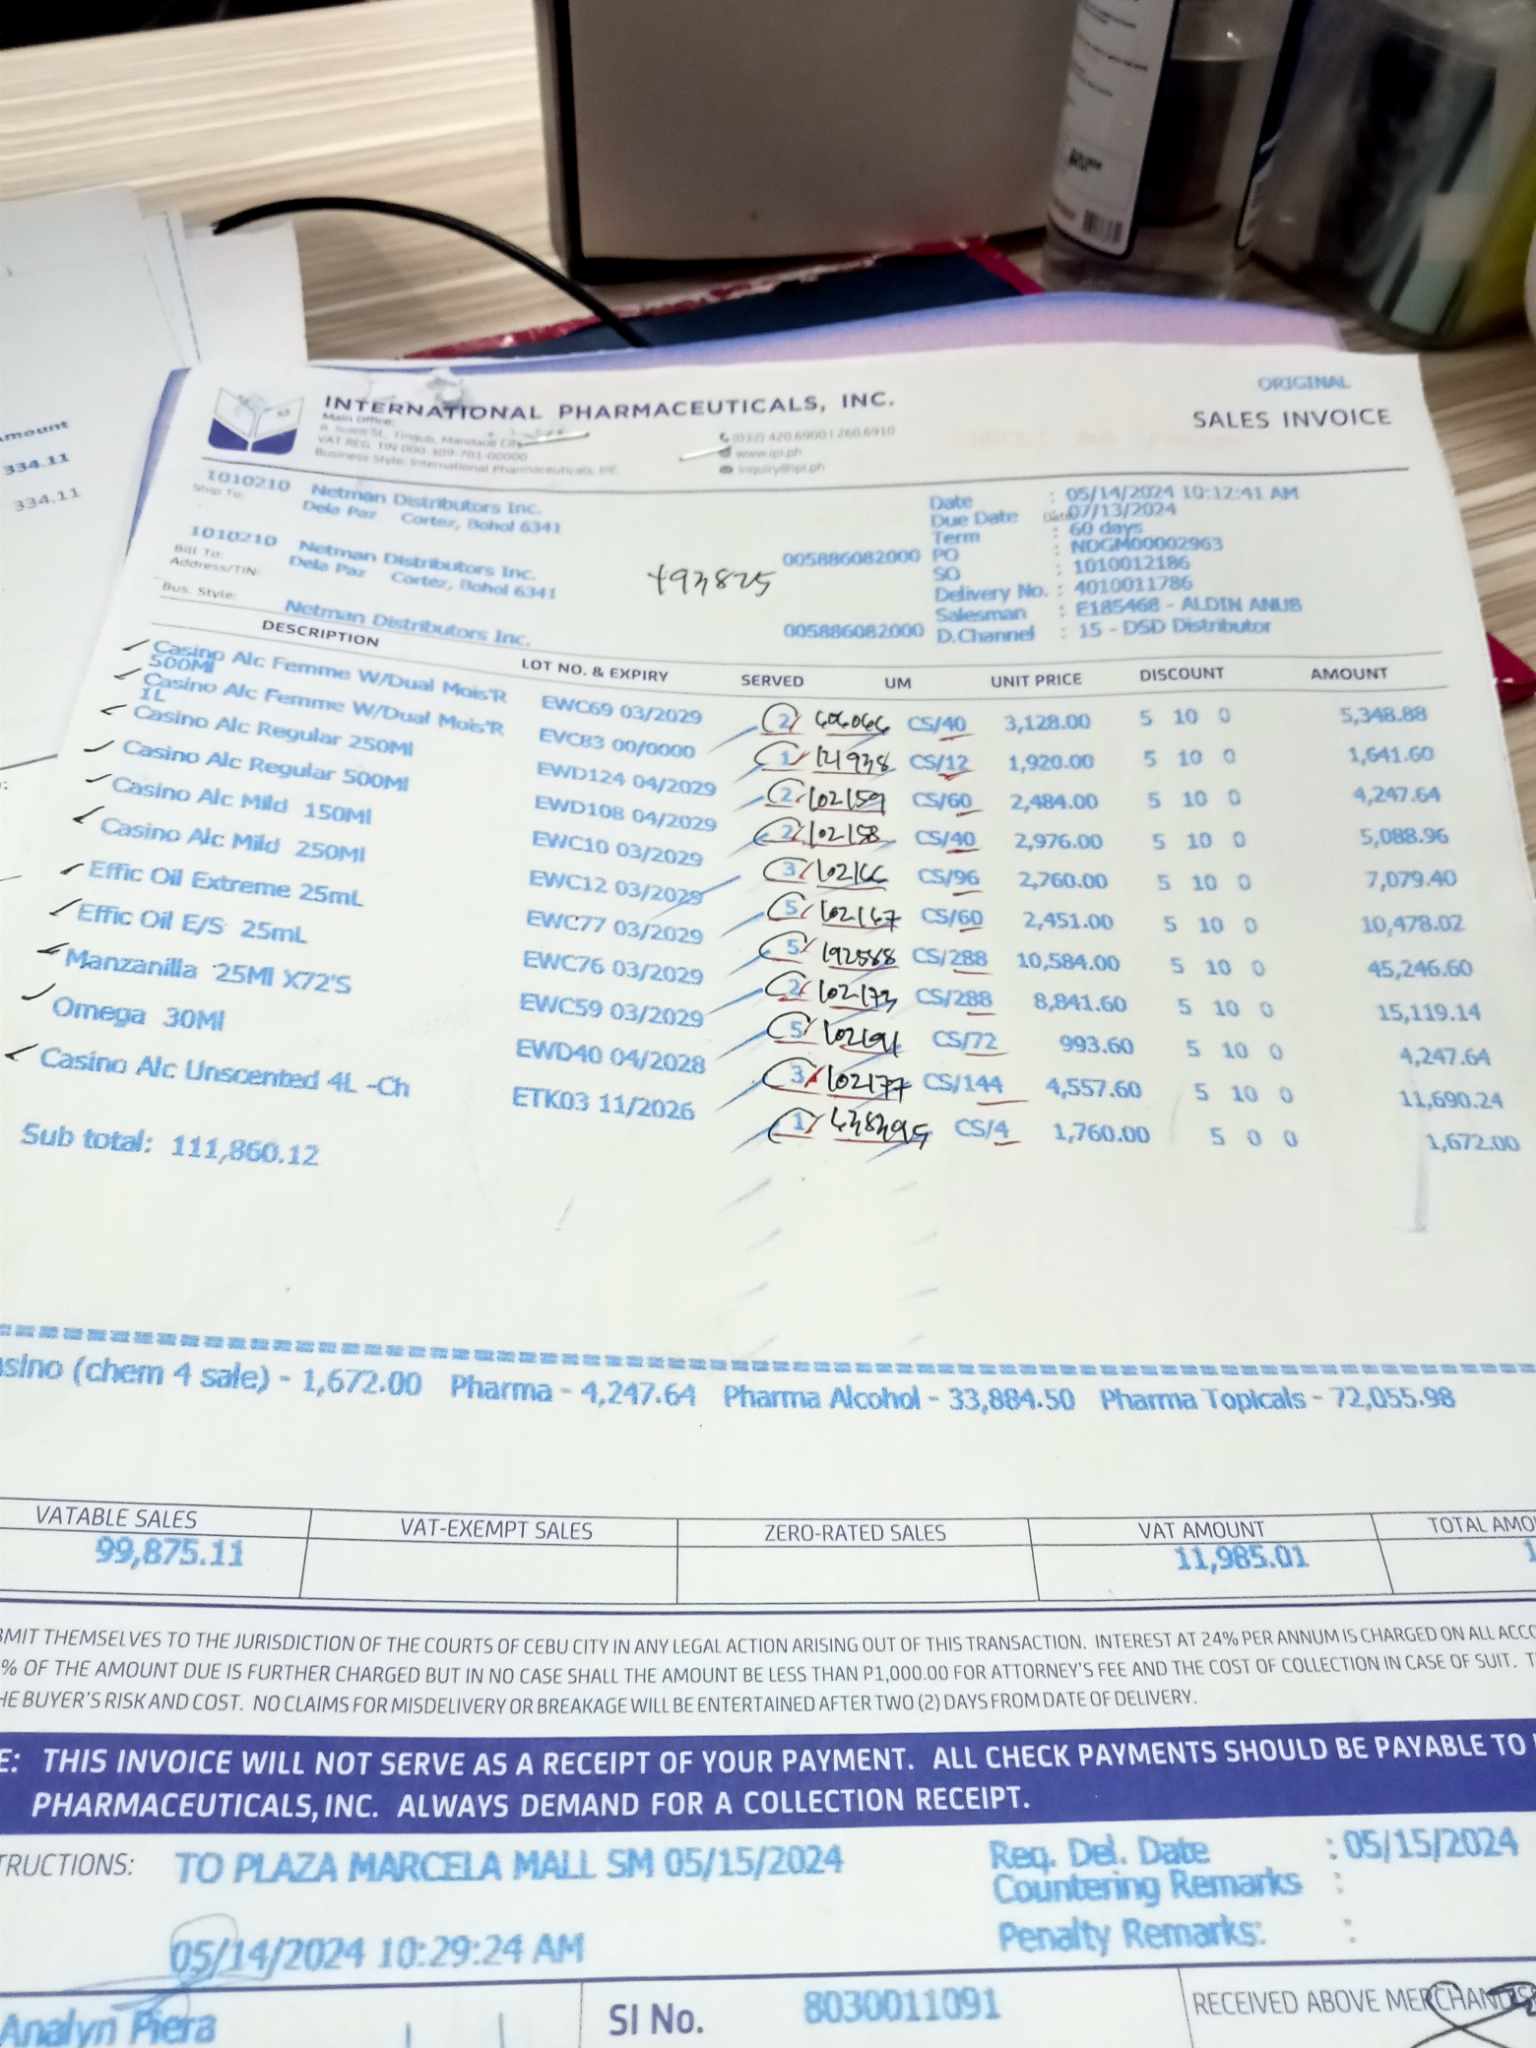 Amount
334.11
334.11
ORIGINAL
INTERNATIONAL PHARMACEUTICALS, INC.
SALES INVOICE
Main Office:
VAT REG. TIN
Business Style: International Pharmaceuticals, Inc.
(032) 420.6900 | 260.6910
www.ipi.ph
inquiry@ipi.ph
1010210 Netman Distributors Inc.
Ship To: Dela Paz Cortez, Bohol 6341
Date : 05/14/2024 10:12:41 AM
Due Date : 07/13/2024
Term : 60 days
1010210 Netman Distributors Inc.
Bill To: Dela Paz Cortez, Bohol 6341
Address/TIN:
005886082000 PO : NDGM00002963
SO : 1010012186
Delivery No. : 4010011786
Salesman : E185468 - ALDIN ANUB
Bus. Style: Netman Distributors Inc.
005886082000 D.Channel : 15 - DSD Distributor
DESCRIPTION LOT NO. & EXPIRY SERVED UM UNIT PRICE DISCOUNT AMOUNT
Casino Alc Femme W/Dual Mois'R 500Ml EWC69 03/2029 2 CS/40 3,128.00 5 10 0 5,348.88
Casino Alc Femme W/Dual Mois'R 1L EVC83 00/0000 1 121938 CS/12 1,920.00 5 10 0 1,641.60
Casino Alc Regular 250Ml EWD124 04/2029 2 102159 CS/60 2,484.00 5 10 0 4,247.64
Casino Alc Regular 500Ml EWD108 04/2029 2 102158 CS/40 2,976.00 5 10 0 5,088.96
Casino Alc Mild 150Ml EWC10 03/2029 3 102166 CS/96 2,760.00 5 10 0 7,079.40
Casino Alc Mild 250Ml EWC12 03/2029 5 102167 CS/60 2,451.00 5 10 0 10,478.02
Effic Oil Extreme 25mL EWC77 03/2029 5 192588 CS/288 10,584.00 5 10 0 45,246.60
Effic Oil E/S 25mL EWC76 03/2029 2 102173 CS/288 8,841.60 5 10 0 15,119.14
Manzanilla 25Ml X72'S EWC59 03/2029 5 102191 CS/72 993.60 5 10 0 4,247.64
Omega 30Ml EWD40 04/2028 3 102177 CS/144 4,557.60 5 10 0 11,690.24
Casino Alc Unscented 4L -Ch ETK03 11/2026 1 CS/4 1,760.00 5 0 0 1,672.00
Sub total: 111,860.12
(chem 4 sale) - 1,672.00 Pharma - 4,247.64 Pharma Alcohol - 33,884.50 Pharma Topicals - 72,055.98
VATABLE SALES VAT-EXEMPT SALES ZERO-RATED SALES VAT AMOUNT TOTAL
99,875.11 11,985.01
THEMSELVES TO THE JURISDICTION OF THE COURTS OF CEBU CITY IN ANY LEGAL ACTION ARISING OUT OF THIS TRANSACTION. INTEREST AT 24% PER ANNUM IS CHARGED ON ALL
% OF THE AMOUNT DUE IS FURTHER CHARGED BUT IN NO CASE SHALL THE AMOUNT BE LESS THAN P1,000.00 FOR ATTORNEY'S FEE AND THE COST OF COLLECTION IN CASE OF SUIT.
BUYER'S RISK AND COST. NO CLAIMS FOR MISDELIVERY OR BREAKAGE WILL BE ENTERTAINED AFTER TWO (2) DAYS FROM DATE OF DELIVERY.
E: THIS INVOICE WILL NOT SERVE AS A RECEIPT OF YOUR PAYMENT. ALL CHECK PAYMENTS SHOULD BE PAYABLE TO
PHARMACEUTICALS, INC. ALWAYS DEMAND FOR A COLLECTION RECEIPT.
TRUCTIONS: TO PLAZA MARCELA MALL SM 05/15/2024
Req. Del. Date : 05/15/2024
Countering Remarks :
Penalty Remarks: :
05/14/2024 10:29:24 AM
Analyn Piera
SI No. 8030011091
RECEIVED ABOVE